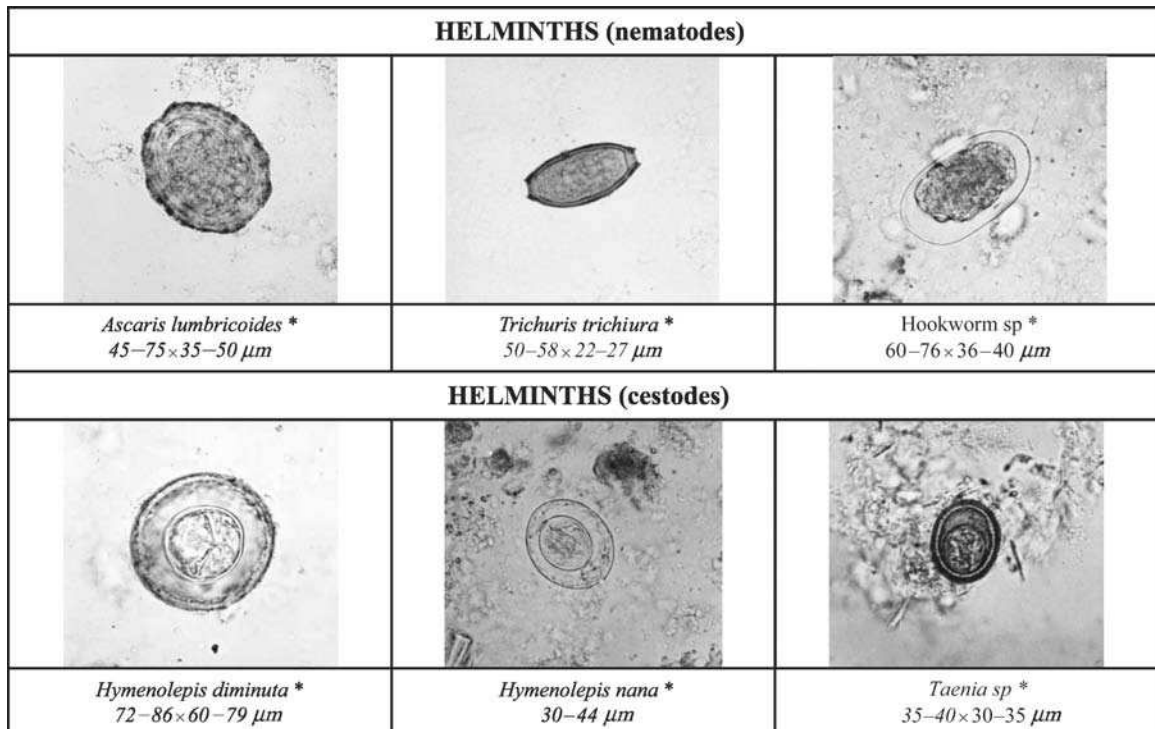 HELMINTHS (nematodes)
Ascaris lumbricoides *
Trichuris trichiura *
Hookworm sp *
45–75×35–50 μm
50–58×22–27 μm
60–76×36–40 μm
HELMINTHS (cestodes)
Hymenolepis diminuta *
Hymenolepis nana *
Taenia sp *
72–86×60–79 μm
30–44 μm
35–40×30–35 μm